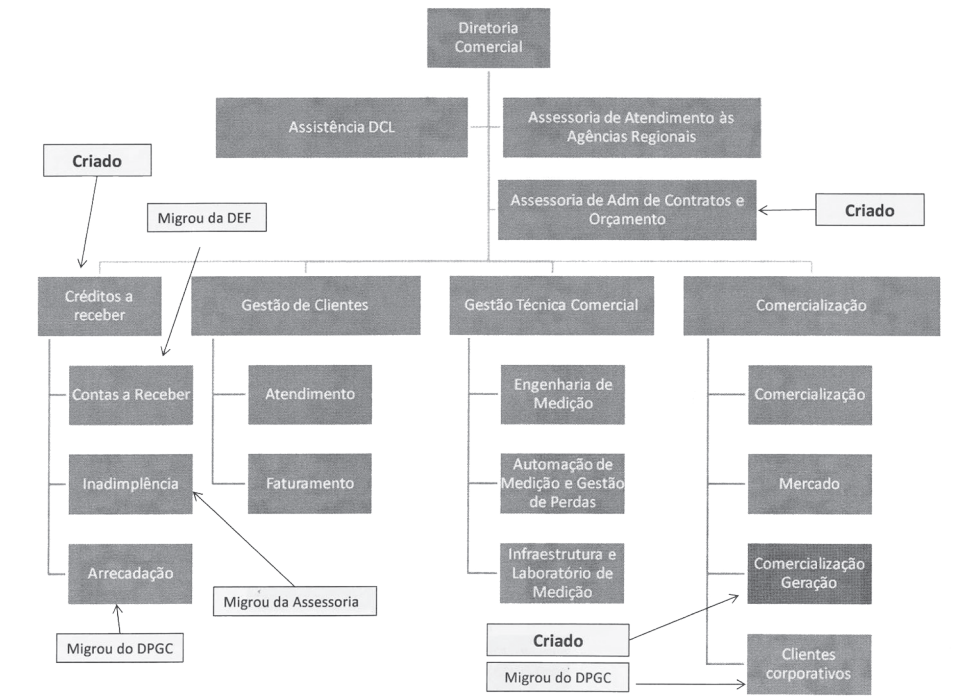 Diretoria
Comercial
Assistência DCL
Assessoria de Atendimento às
Agências Regionais
Criado
Assessoria de Adm de Contratos e
Orçamento
Criado
Migrou da DEF
Créditos a
receber
Gestão de Clientes
Gestão Técnica Comercial
Comercialização
Contas a Receber
Atendimento
Engenharia de
Medição
Comercialização
Inadimplência
Faturamento
Automação de
Medição e Gestão
de Perdas
Mercado
Arrecadação
Infraestrutura e
Laboratório de
Medição
Comercialização
Geração
Migrou da Assessoria
Migrou do DPGC
Criado
Migrou do DPGC
Clientes
corporativos